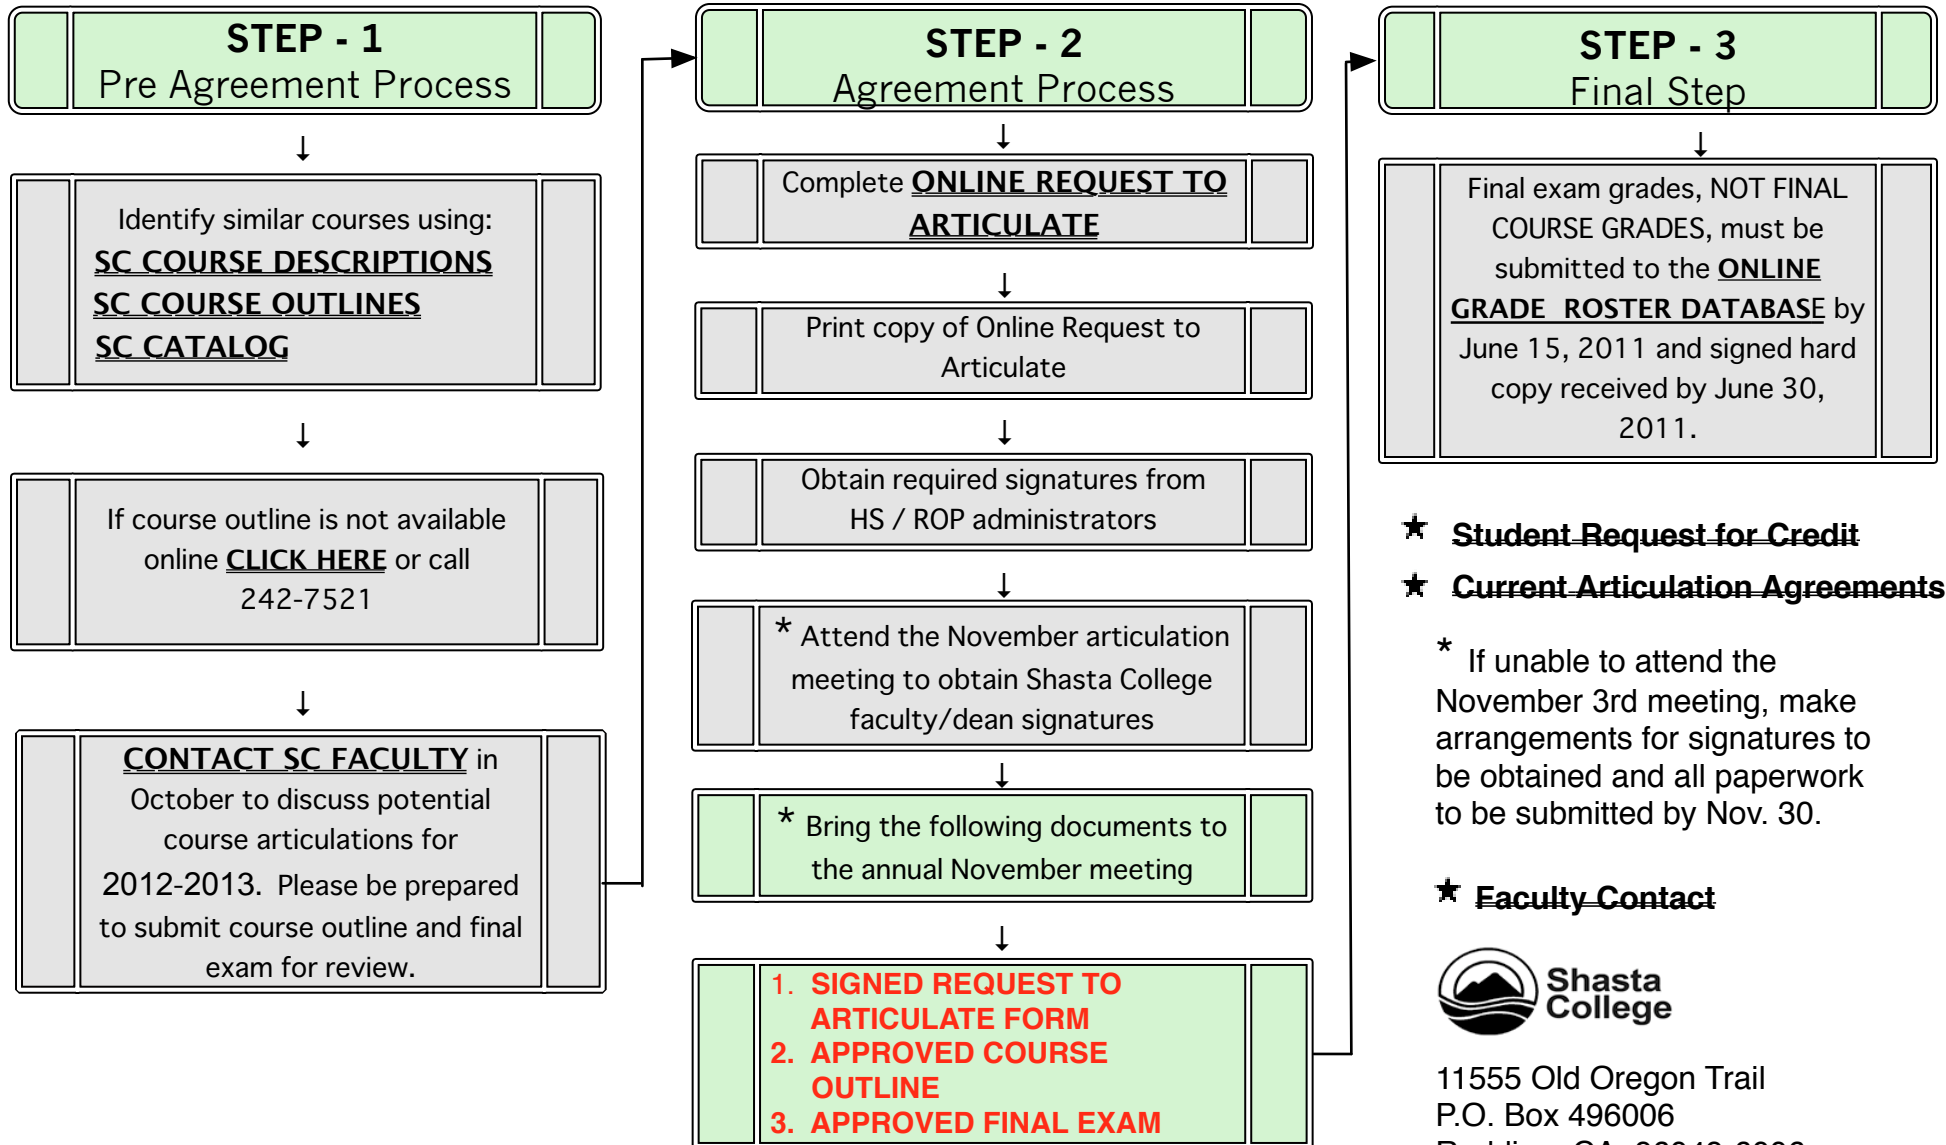 STEP - 1
Pre Agreement Process
↓
Identify similar courses using:
SC COURSE DESCRIPTIONS
SC COURSE OUTLINES
SC CATALOG
↓
If course outline is not available
online CLICK HERE or call
242-7521
↓
CONTACT SC FACULTY in
October to discuss potential
course articulations for
2012-2013. Please be prepared
to submit course outline and final
exam for review.
STEP - 2
Agreement Process
↓
Complete ONLINE REQUEST TO
ARTICULATE
↓
Print copy of Online Request to
Articulate
↓
Obtain required signatures from
HS / ROP administrators
↓
* Attend the November articulation
meeting to obtain Shasta College
faculty/dean signatures
↓
* Bring the following documents to
the annual November meeting
↓
1. SIGNED REQUEST TO
ARTICULATE FORM
2. APPROVED COURSE
OUTLINE
3. APPROVED FINAL EXAM
STEP - 3
Final Step
↓
Final exam grades, NOT FINAL
COURSE GRADES, must be
submitted to the ONLINE
GRADE ROSTER DATABASE by
June 15, 2011 and signed hard
copy received by June 30,
2011.
★ Student Request for Credit
★ Current Articulation Agreements
* If unable to attend the
November 3rd meeting, make
arrangements for signatures to
be obtained and all paperwork
to be submitted by Nov. 30.
★ Faculty Contact
Shasta
College
11555 Old Oregon Trail
P.O. Box 496006